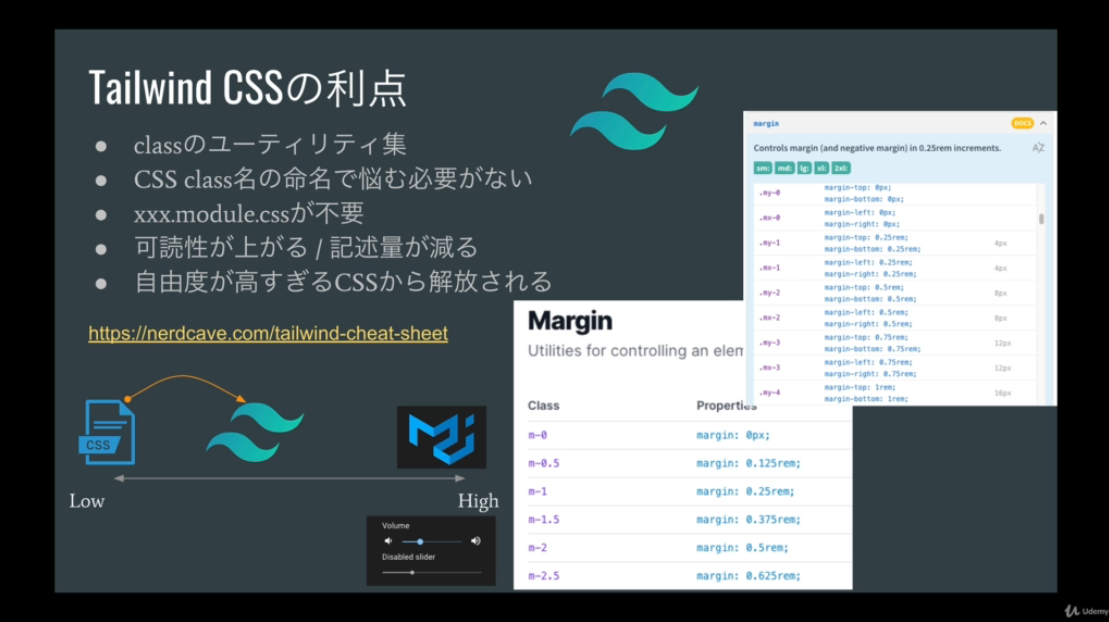 Tailwind CSSの利点
classのユーティリティ集
CSS class名の命名で悩む必要がない
xxx.module.cssが不要
可読性が上がる / 記述量が減る
自由度が高すぎるCSSから解放される
https://nerdcave.com/tailwind-cheat-sheet
CSS
Low
High
Volume
Disabled slider
Margin
Utilities for controlling an elem
Class Properties
m-0 margin: 0px;
m-0.5 margin: 0.125rem;
m-1 margin: 0.25rem;
m-1.5 margin: 0.375rem;
m-2 margin: 0.5rem;
m-2.5 margin: 0.625rem;
margin DOCS
Controls margin (and negative margin) in 0.25rem increments.
sm: md: lg: xl: 2xl:
.my-0 margin-top: 0px;
margin-bottom: 0px;
.mx-0 margin-left: 0px;
margin-right: 0px;
.my-1 margin-top: 0.25rem; 4px
margin-bottom: 0.25rem;
.mx-1 margin-left: 0.25rem; 4px
margin-right: 0.25rem;
.my-2 margin-top: 0.5rem; 8px
margin-bottom: 0.5rem;
.mx-2 margin-left: 0.5rem; 8px
margin-right: 0.5rem;
.my-3 margin-top: 0.75rem; 12px
margin-bottom: 0.75rem;
.mx-3 margin-left: 0.75rem; 12px
margin-right: 0.75rem;
.my-4 margin-top: 1rem; 16px
margin-bottom: 1rem;
Udemy